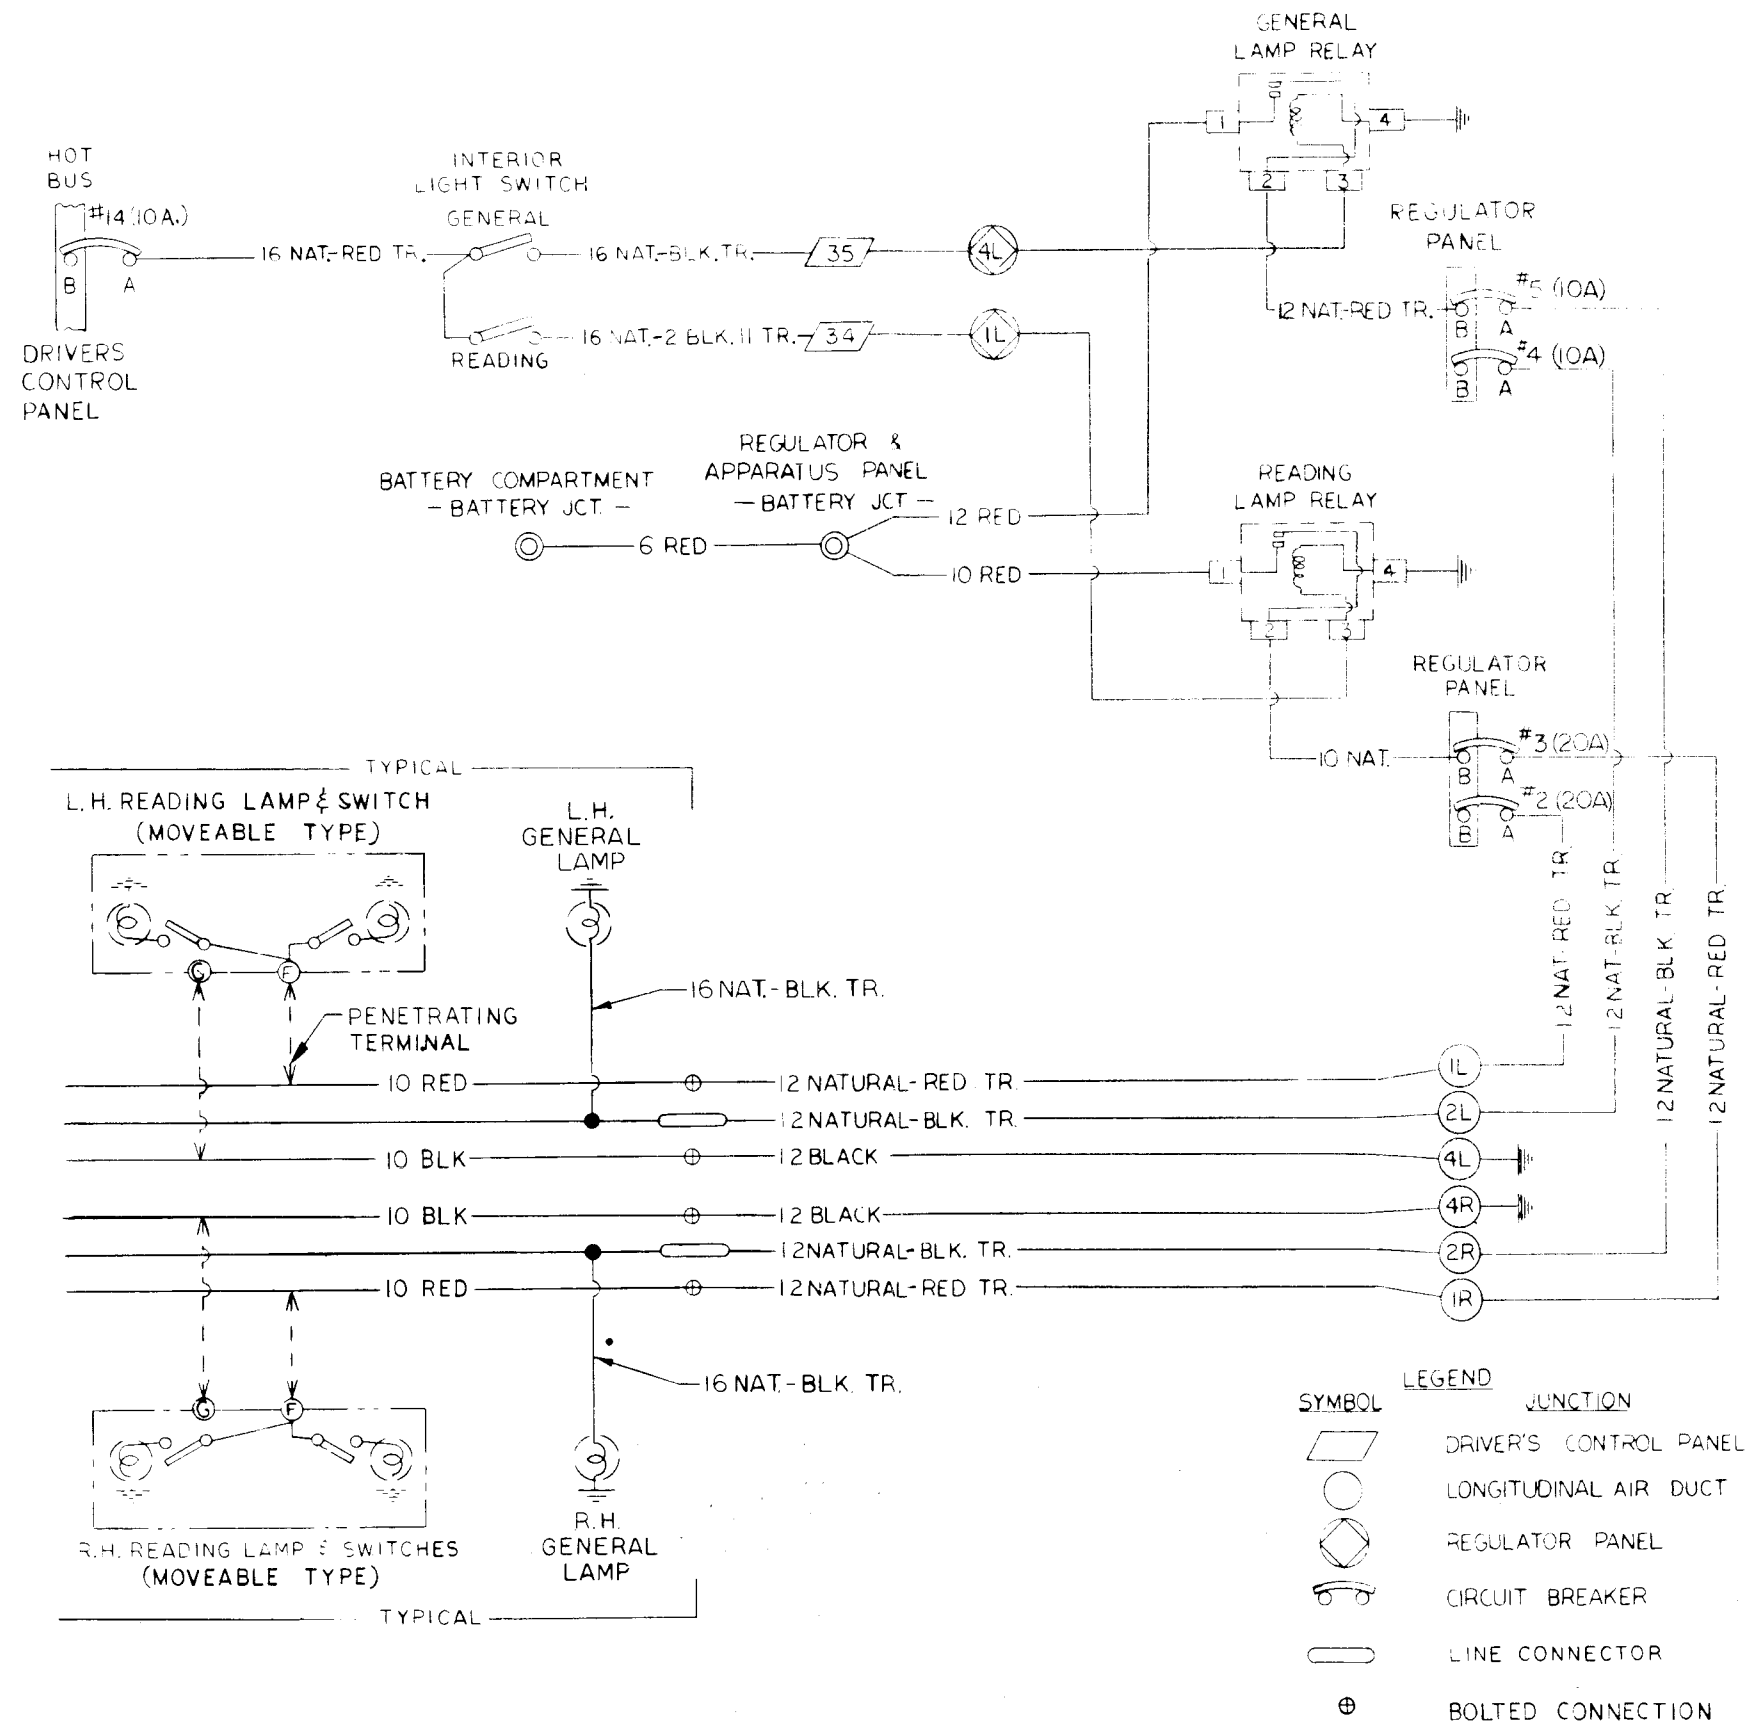 GENERAL
LAMP RELAY
1
4
2
3
HOT
BUS
#14 (10A.)
B
A
DRIVERS
CONTROL
PANEL
16 NAT.-RED TR.
INTERIOR
LIGHT SWITCH
GENERAL
16 NAT.-BLK. TR.
35
4L
READING
16 NAT.-2 BLK. 11 TR.
34
1L
REGULATOR
PANEL
12 NAT-RED TR.
#5 (10A)
B
A
#4 (10A)
B
A
BATTERY COMPARTMENT
- BATTERY JCT. -
REGULATOR &
APPARATUS PANEL
- BATTERY JCT -
6 RED
12 RED
10 RED
READING
LAMP RELAY
1
4
2
3
REGULATOR
PANEL
10 NAT.
#3 (20A)
B
A
#2 (20A)
B
A
12 NAT-RED TR.
12 NAT-BLK. TR.
12 NATURAL-BLK. TR.
12 NATURAL-RED TR.
TYPICAL
L.H. READING LAMP & SWITCH
(MOVEABLE TYPE)
G
F
L.H.
GENERAL
LAMP
16 NAT.-BLK. TR.
PENETRATING
TERMINAL
10 RED
12 NATURAL-RED TR.
1L
12 NATURAL-BLK. TR.
2L
10 BLK
12 BLACK
4L
10 BLK
12 BLACK
4R
12 NATURAL-BLK. TR.
2R
10 RED
12 NATURAL-RED TR.
1R
16 NAT.-BLK. TR.
G
F
R.H. READING LAMP & SWITCHES
(MOVEABLE TYPE)
R.H.
GENERAL
LAMP
TYPICAL
LEGEND
SYMBOL
JUNCTION
DRIVER'S CONTROL PANEL
LONGITUDINAL AIR DUCT
REGULATOR PANEL
CIRCUIT BREAKER
LINE CONNECTOR
BOLTED CONNECTION